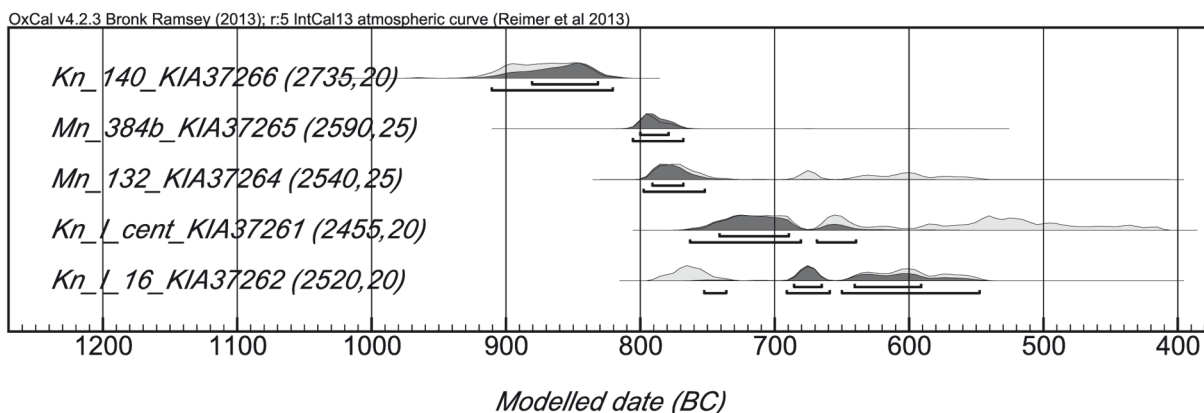 OxCal v4.2.3 Bronk Ramsey (2013); r:5 IntCal13 atmospheric curve (Reimer et al 2013)
Kn_140_KIA37266 (2735,20)
Mn_384b_KIA37265 (2590,25)
Mn_132_KIA37264 (2540,25)
Kn_I_cent_KIA37261 (2455,20)
Kn_I_16_KIA37262 (2520,20)
1200 1100 1000 900 800 700 600 500 400
Modelled date (BC)